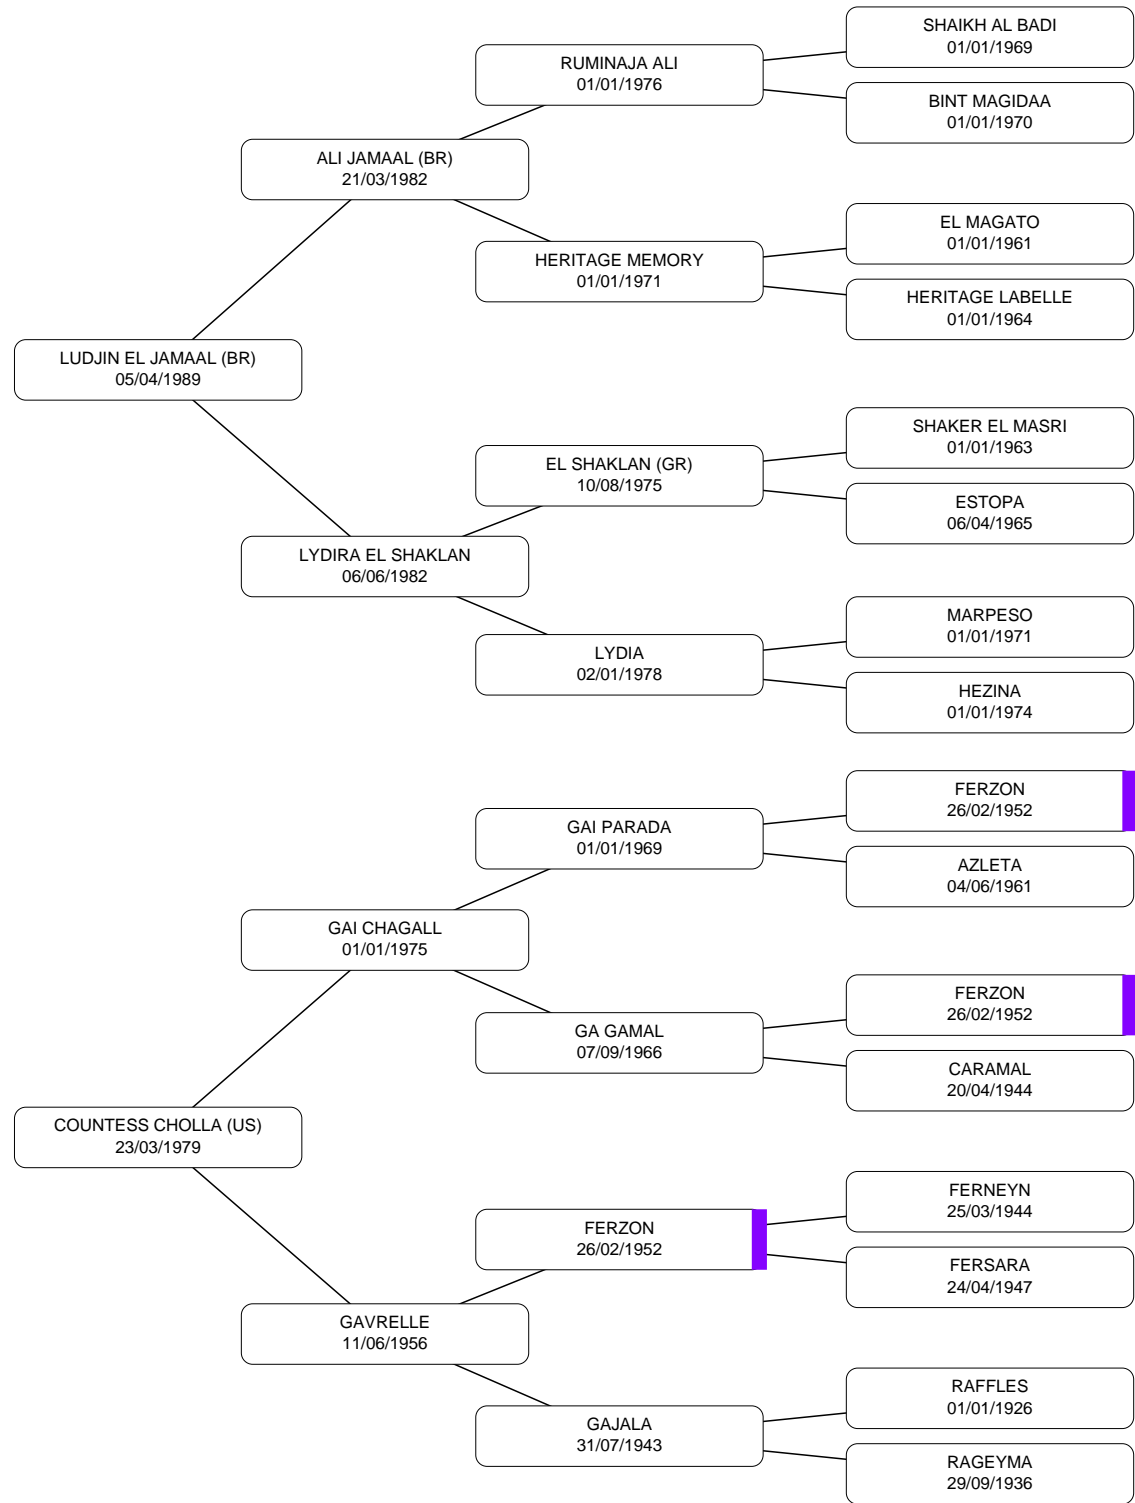 SHAIKH AL BADI
01/01/1969
RUMINAJA ALI
01/01/1976
BINT MAGIDAA
01/01/1970
ALI JAMAAL (BR)
21/03/1982
EL MAGATO
01/01/1961
HERITAGE MEMORY
01/01/1971
HERITAGE LABELLE
01/01/1964
LUDJIN EL JAMAAL (BR)
05/04/1989
SHAKER EL MASRI
01/01/1963
EL SHAKLAN (GR)
10/08/1975
ESTOPA
06/04/1965
LYDIRA EL SHAKLAN
06/06/1982
MARPESO
01/01/1971
LYDIA
02/01/1978
HEZINA
01/01/1974
FERZON
26/02/1952
GAI PARADA
01/01/1969
AZLETA
04/06/1961
GAI CHAGALL
01/01/1975
FERZON
26/02/1952
GA GAMAL
07/09/1966
CARAMAL
20/04/1944
COUNTESS CHOLLA (US)
23/03/1979
FERNEYN
25/03/1944
FERZON
26/02/1952
FERSARA
24/04/1947
GAVRELLE
11/06/1956
RAFFLES
01/01/1926
GAJALA
31/07/1943
RAGEYMA
29/09/1936